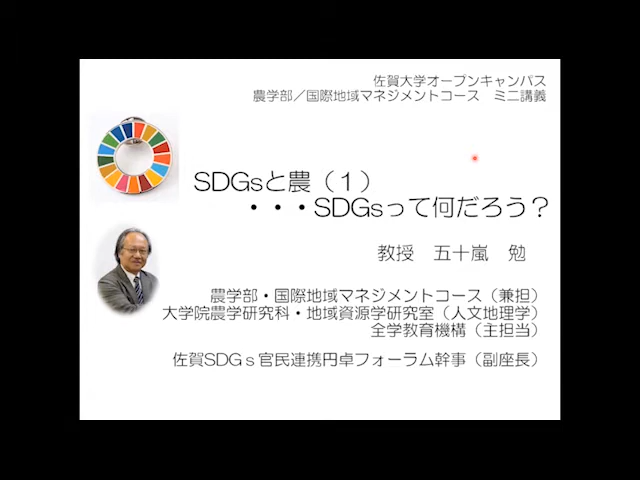 佐賀大学オープンキャンパス
農学部／国際地域マネジメントコース　ミニ講義
SDGsと農（１）
・・・SDGsって何だろう？
教授　五十嵐　勉
農学部・国際地域マネジメントコース（兼担）
大学院農学研究科・地域資源学研究室（人文地理学）
全学教育機構（主担当）
佐賀SDGｓ官民連携円卓フォーラム幹事（副座長）